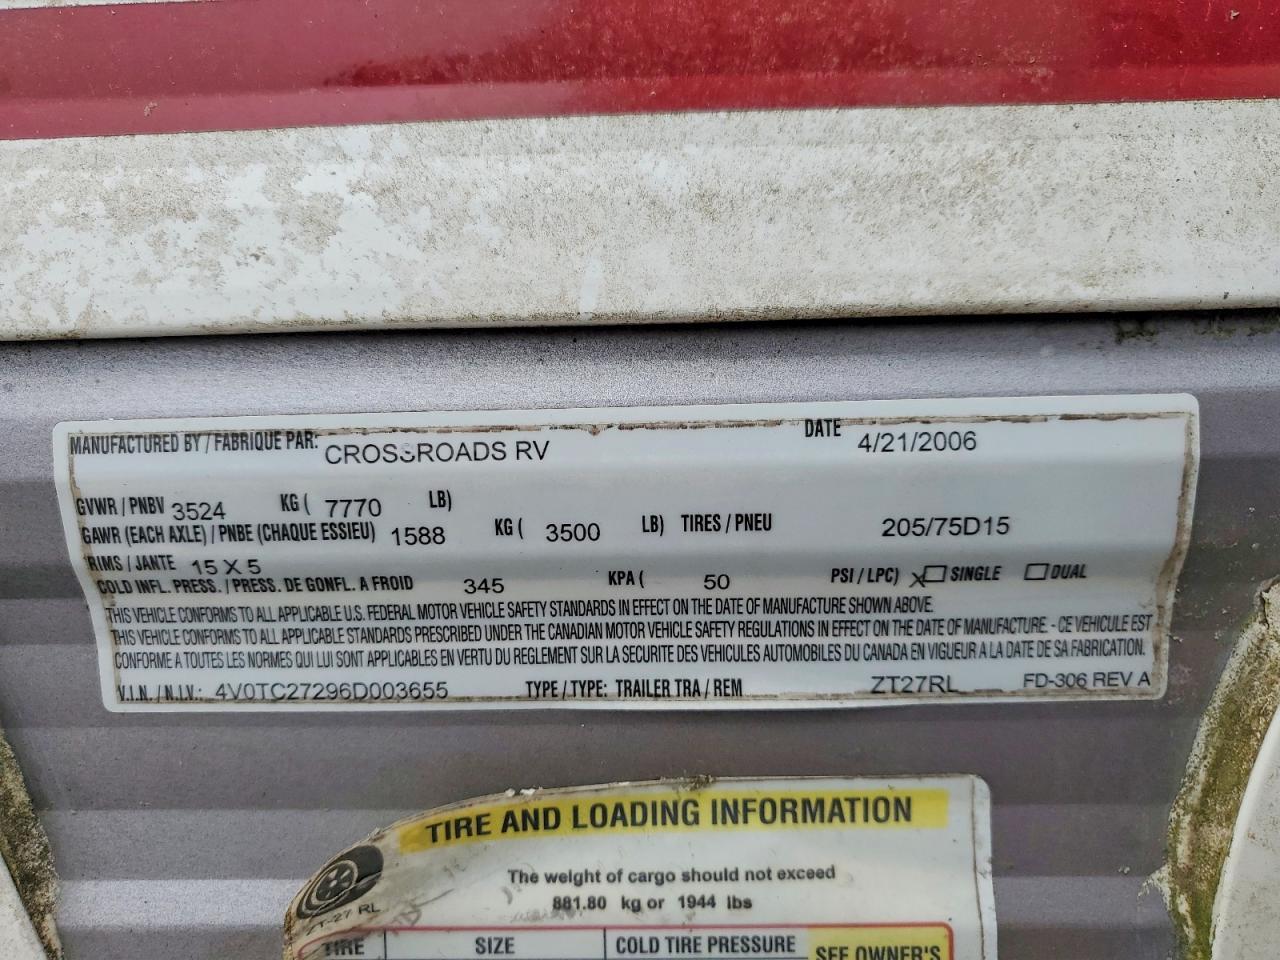 MANUFACTURED BY / FABRIQUE PAR: CROSSROADS RV DATE 4/21/2006
GVWR / PNBV 3524 KG ( 7770 LB)
GAWR (EACH AXLE) / PNBE (CHAQUE ESSIEU) 1588 KG ( 3500 LB) TIRES / PNEU 205/75D15
RIMS / JANTE 15 X 5
COLD INFL. PRESS. / PRESS. DE GONFL. A FROID 345 KPA ( 50 PSI / LPC) X SINGLE DUAL
THIS VEHICLE CONFORMS TO ALL APPLICABLE U.S. FEDERAL MOTOR VEHICLE SAFETY STANDARDS IN EFFECT ON THE DATE OF MANUFACTURE SHOWN ABOVE.
THIS VEHICLE CONFORMS TO ALL APPLICABLE STANDARDS PRESCRIBED UNDER THE CANADIAN MOTOR VEHICLE SAFETY REGULATIONS IN EFFECT ON THE DATE OF MANUFACTURE. - CE VEHICULE EST
CONFORME A TOUTES LES NORMES QUI LUI SONT APPLICABLES EN VERTU DU REGLEMENT SUR LA SECURITE DES VEHICULES AUTOMOBILES DU CANADA EN VIGUEUR A LA DATE DE SA FABRICATION.
V.I.N. / N.I.V.: 4V0TC27296D003655 TYPE / TYPE: TRAILER TRA / REM ZT27RL FD-306 REV A
TIRE AND LOADING INFORMATION
The weight of cargo should not exceed
881.80 kg or 1944 lbs
ZT-27 RL
TIRE SIZE COLD TIRE PRESSURE SEE OWNER'S